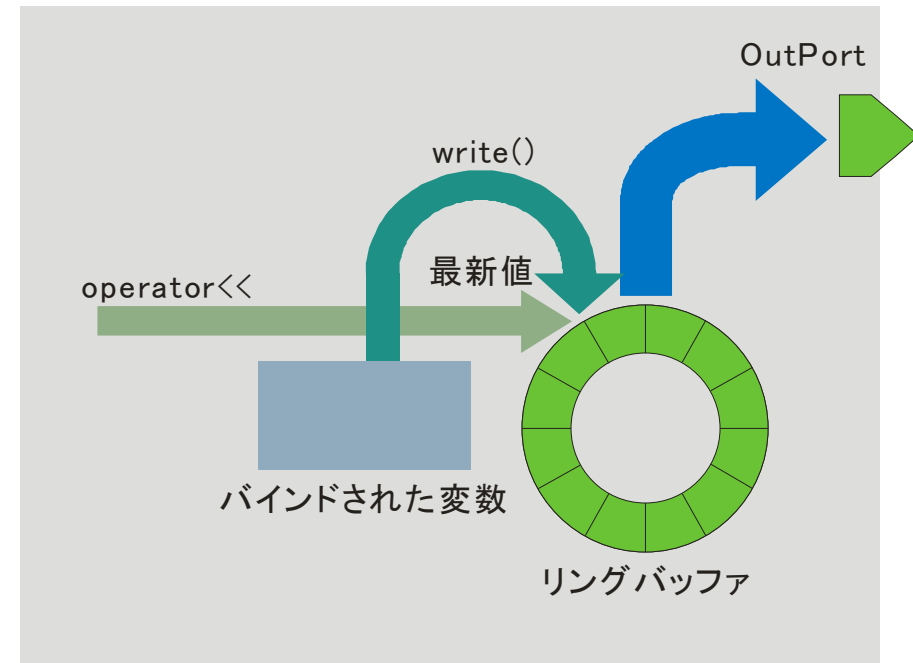 OutPort
write()
最新値
operator<<
バインドされた変数
リングバッファ